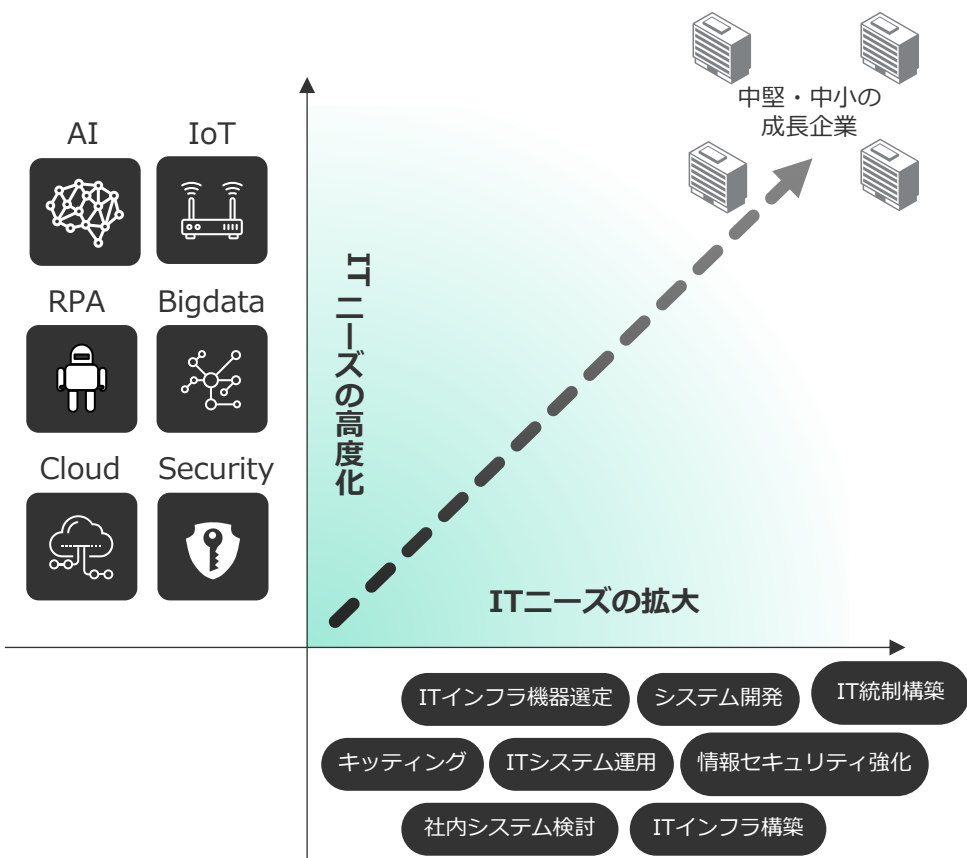 中堅・中小の
成長企業
AI
IoT
RPA
Bigdata
Cloud
Security
ITニーズの高度化
ITニーズの拡大
ITインフラ機器選定
システム開発
IT統制構築
キッティング
ITシステム運用
情報セキュリティ強化
社内システム検討
ITインフラ構築